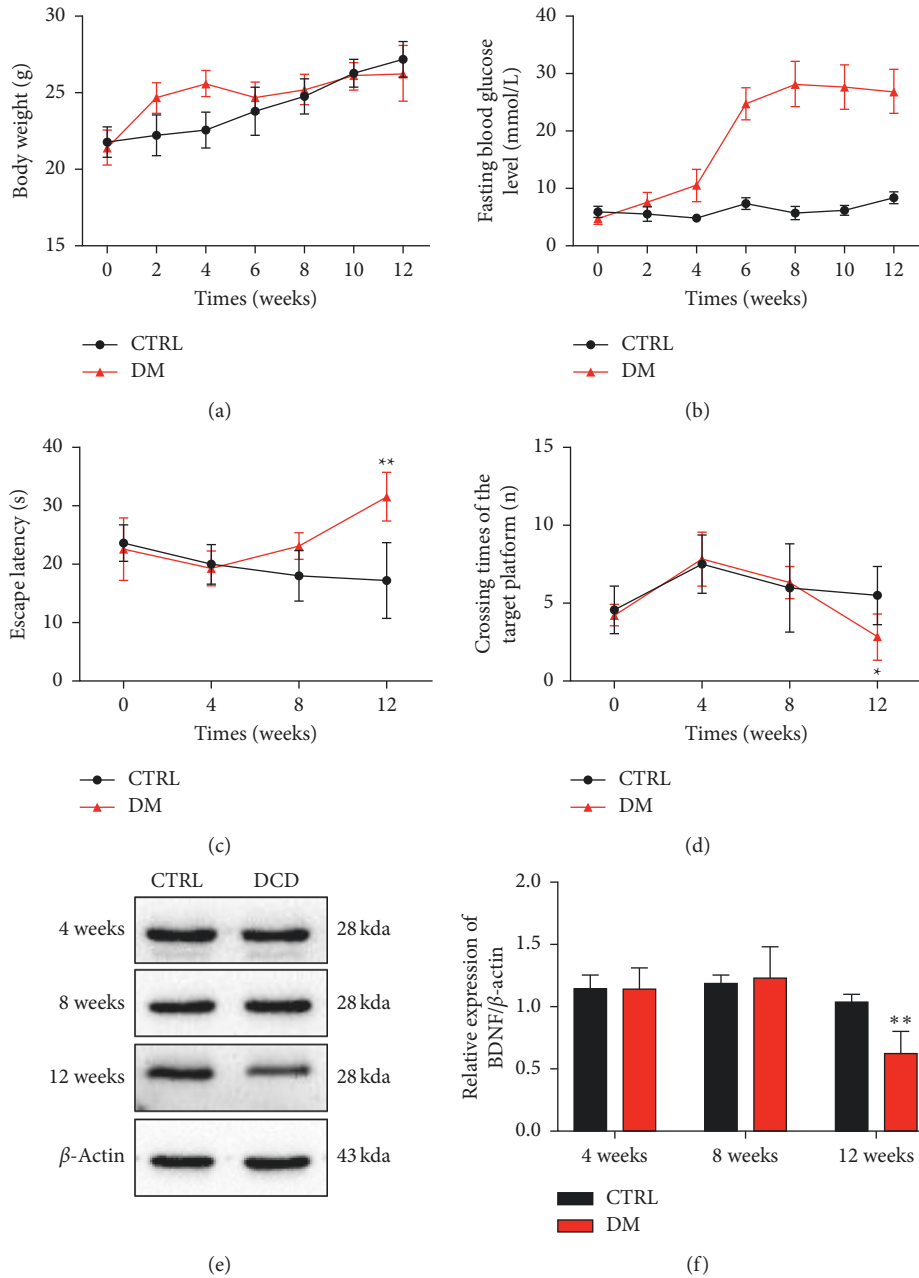 30
25
20
15
Body weight (g)
0 2 4 6 8 10 12
Times (weeks)
CTRL
DM
(a)
40
30
20
10
0
Fasting blood glucose
level (mmol/L)
0 2 4 6 8 10 12
Times (weeks)
CTRL
DM
(b)
40
30
20
10
0
Escape latency (s)
**
0 4 8 12
Times (weeks)
CTRL
DM
(c)
15
10
5
0
Crossing times of the
target platform (n)
*
0 4 8 12
Times (weeks)
CTRL
DM
(d)
CTRL DCD
4 weeks 28 kda
8 weeks 28 kda
12 weeks 28 kda
β-Actin 43 kda
(e)
2.0
1.5
1.0
0.5
0.0
Relative expression of
BDNF/β-actin
**
4 weeks 8 weeks 12 weeks
CTRL
DM
(f)